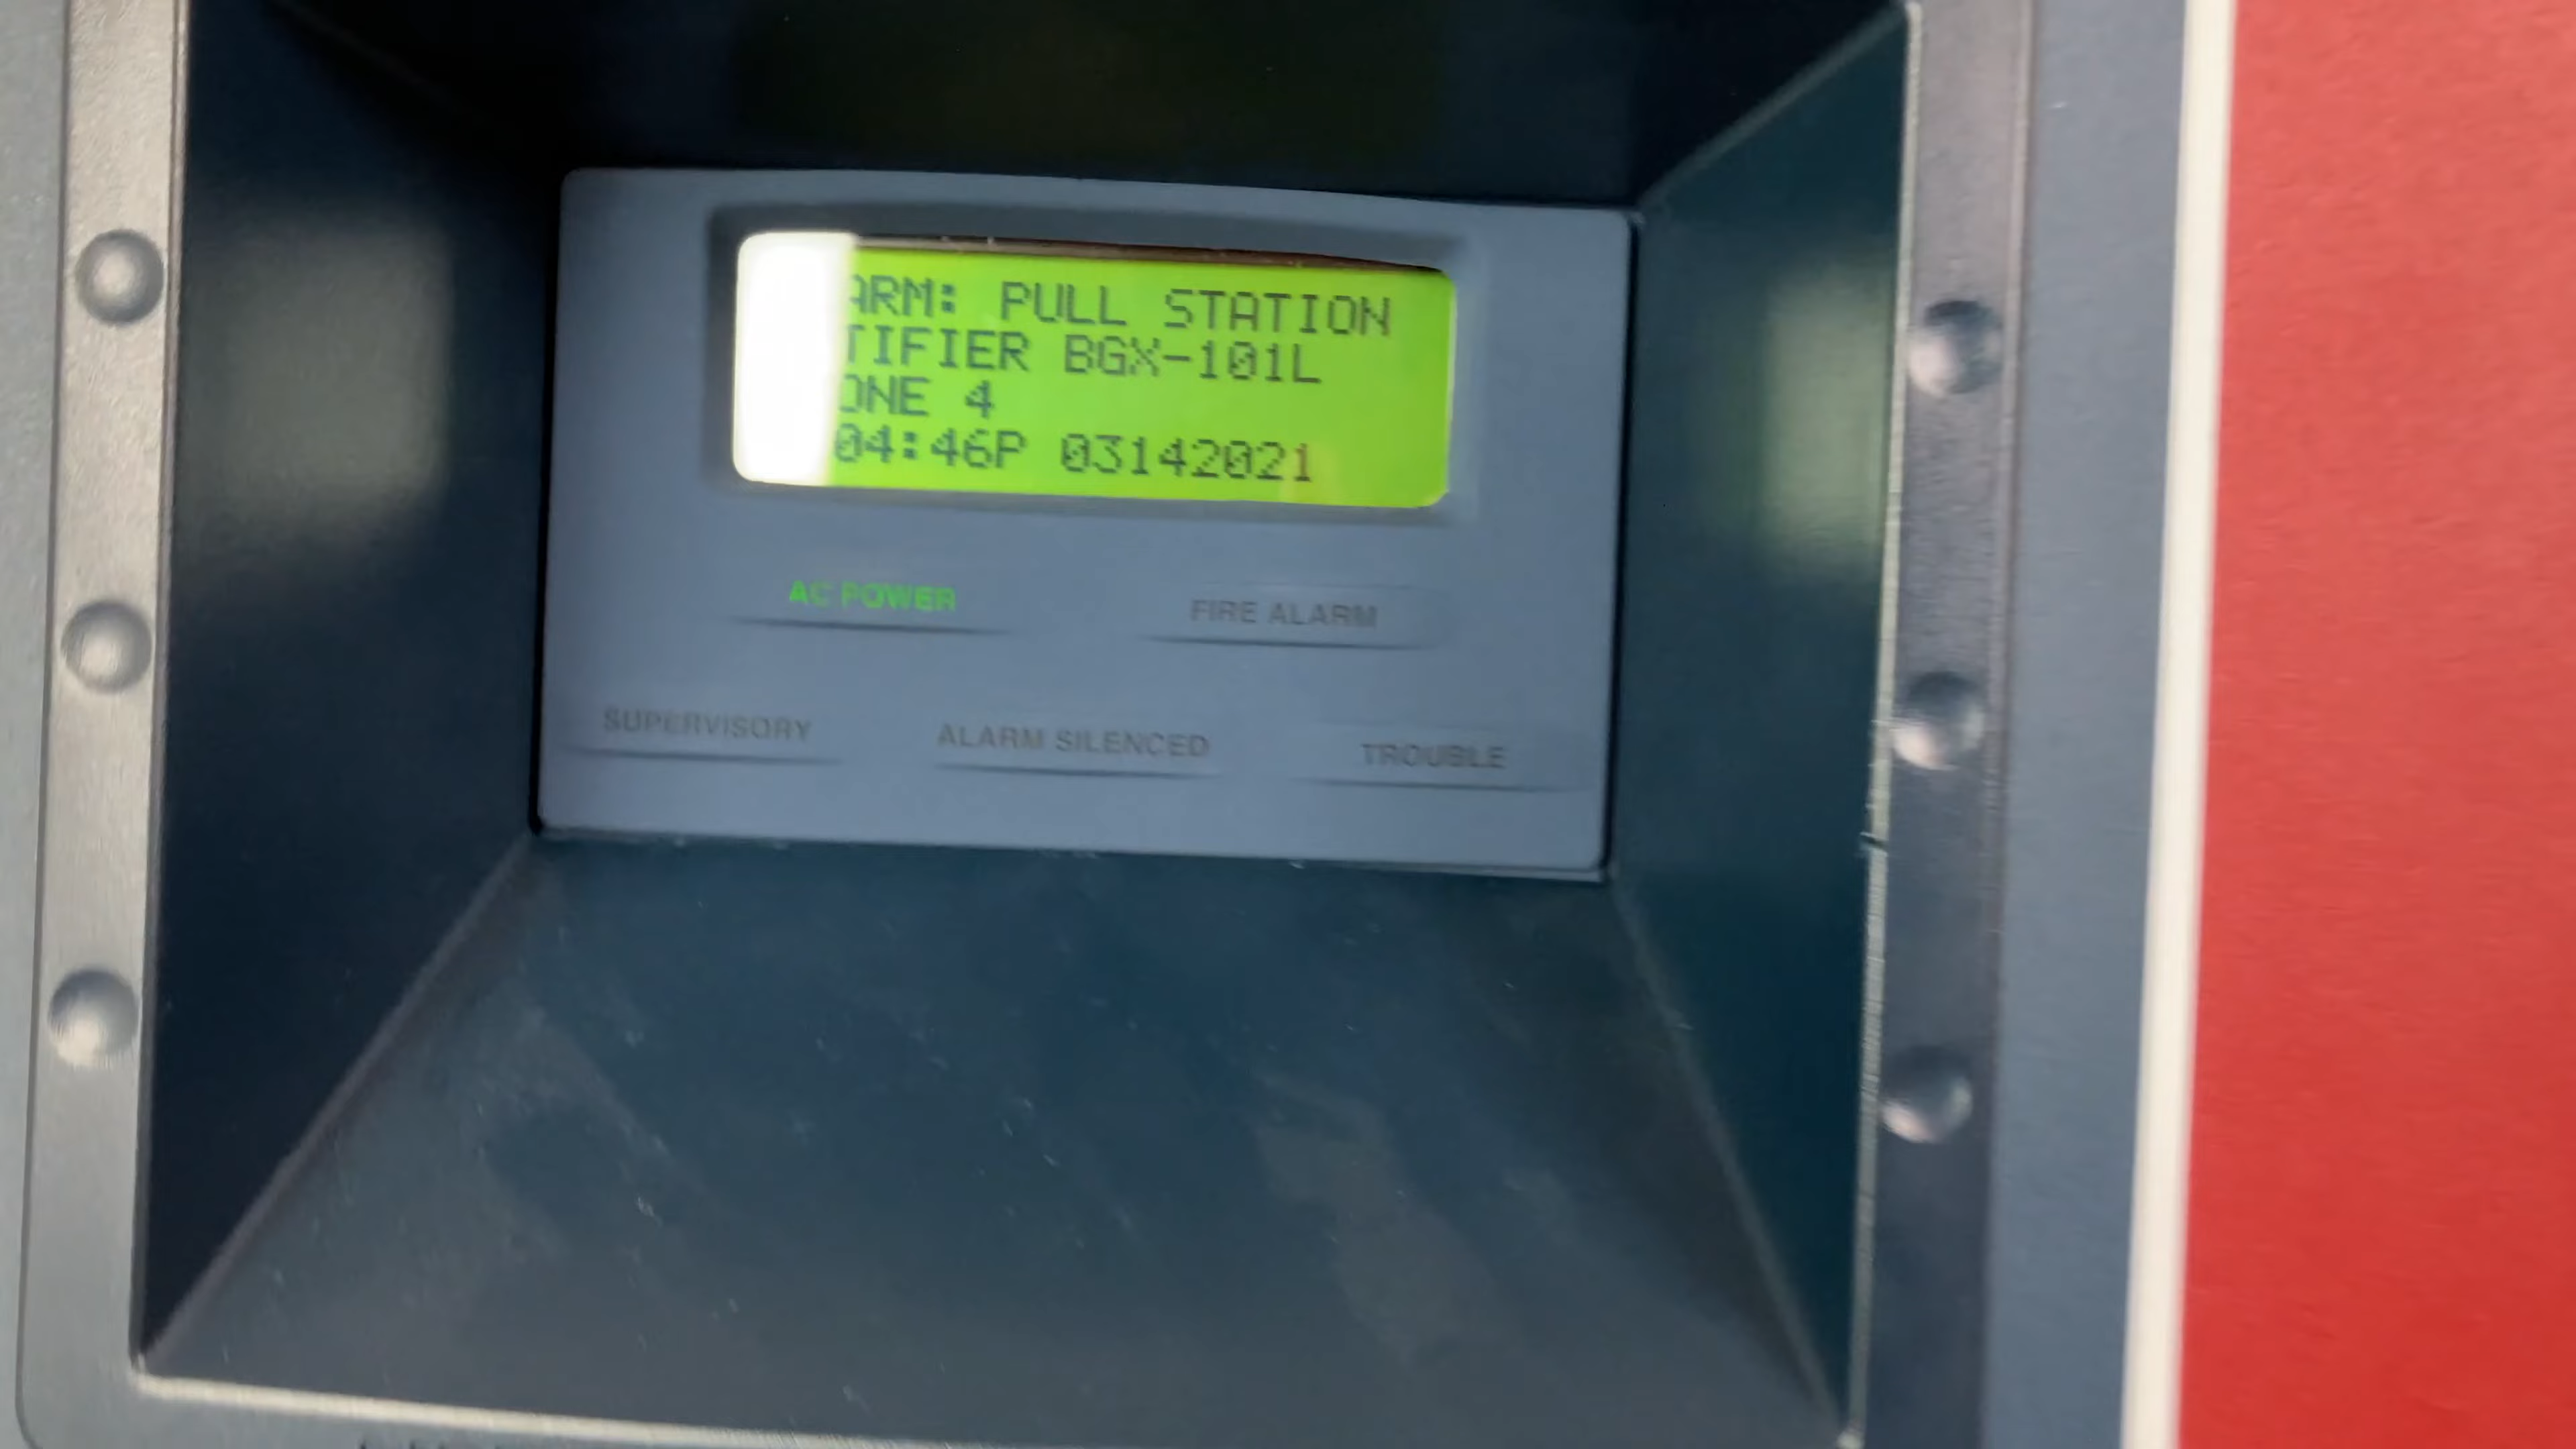 ARM: PULL STATION
TIFIER BGX-101L
ONE 4
04:46P 03142021
AC POWER
FIRE ALARM
SUPERVISORY
ALARM SILENCED
TROUBLE